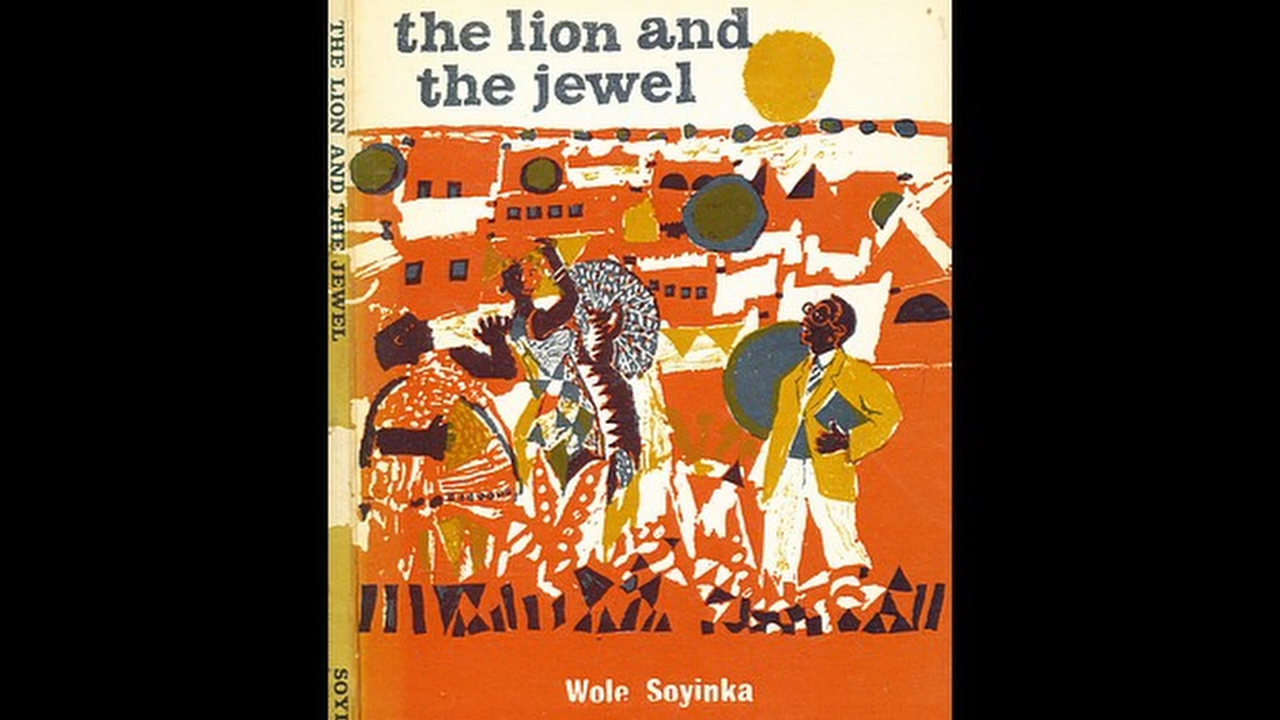 the lion and
the jewel
THE LION AND THE JEWEL
Wole Soyinka